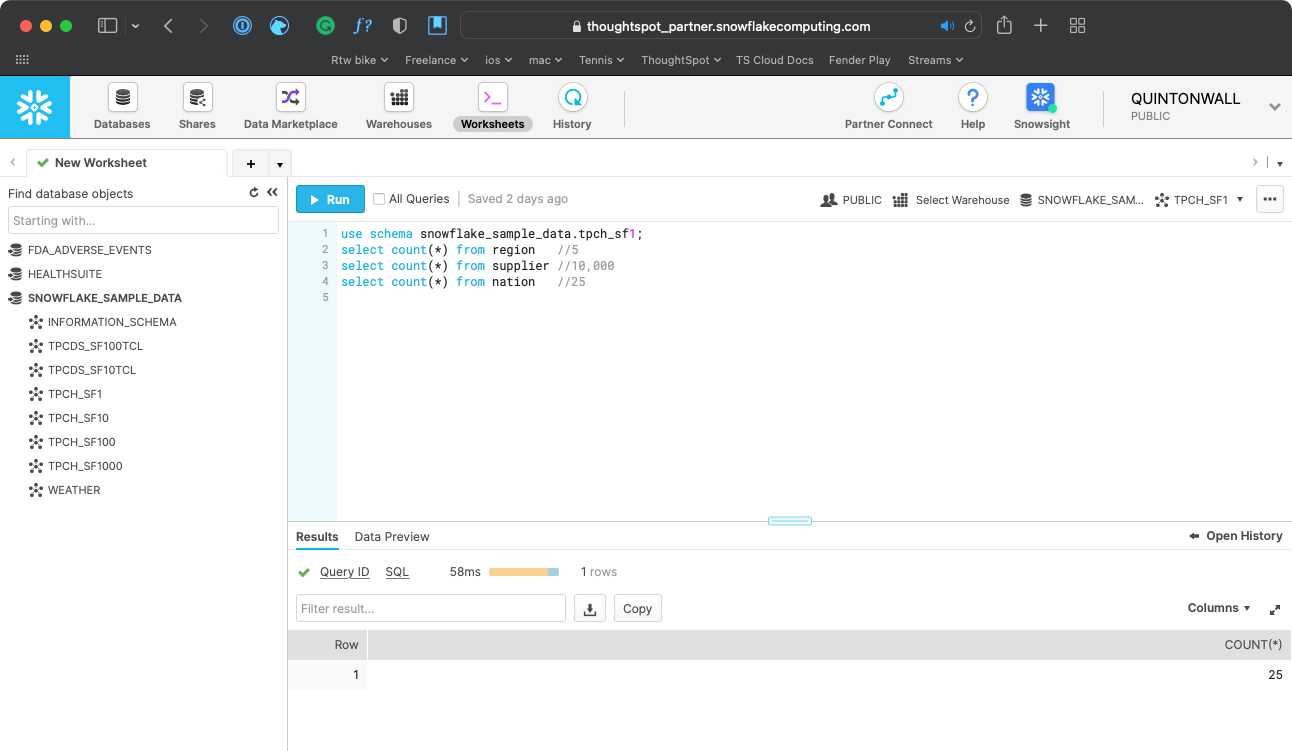 thoughtspot_partner.snowflakecomputing.com
Rtw bike Freelance ios mac Tennis ThoughtSpot TS Cloud Docs Fender Play Streams
Databases Shares Data Marketplace Warehouses Worksheets History Partner Connect Help Snowsight
QUINTONWALL
PUBLIC
New Worksheet +
Find database objects
Starting with...
FDA_ADVERSE_EVENTS
HEALTHSUITE
SNOWFLAKE_SAMPLE_DATA
INFORMATION_SCHEMA
TPCDS_SF100TCL
TPCDS_SF10TCL
TPCH_SF1
TPCH_SF10
TPCH_SF100
TPCH_SF1000
WEATHER
Run All Queries Saved 2 days ago PUBLIC Select Warehouse SNOWFLAKE_SAM... TPCH_SF1
1 use schema snowflake_sample_data.tpch_sf1;
2 select count(*) from region //5
3 select count(*) from supplier //10,000
4 select count(*) from nation //25
5
Results Data Preview Open History
Query ID SQL 58ms 1 rows
Filter result... Copy Columns
Row COUNT(*)
1 25